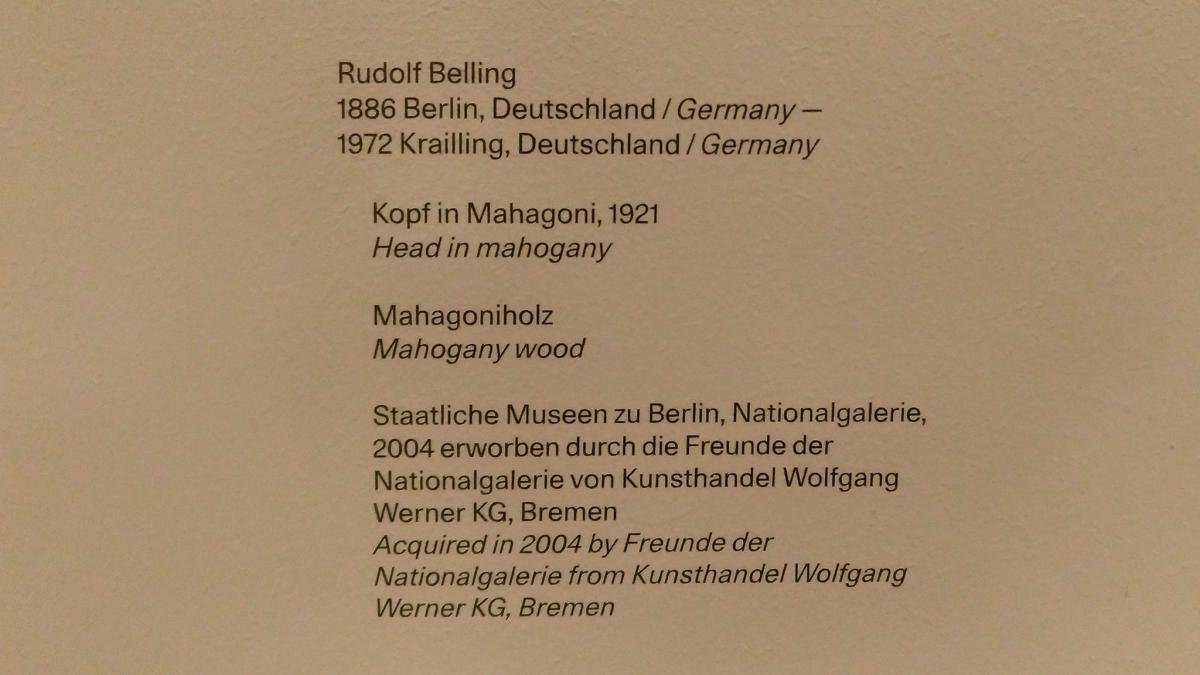 Rudolf Belling
1886 Berlin, Deutschland / Germany —
1972 Krailling, Deutschland / Germany
Kopf in Mahagoni, 1921
Head in mahogany
Mahagoniholz
Mahogany wood
Staatliche Museen zu Berlin, Nationalgalerie,
2004 erworben durch die Freunde der
Nationalgalerie von Kunsthandel Wolfgang
Werner KG, Bremen
Acquired in 2004 by Freunde der
Nationalgalerie from Kunsthandel Wolfgang
Werner KG, Bremen